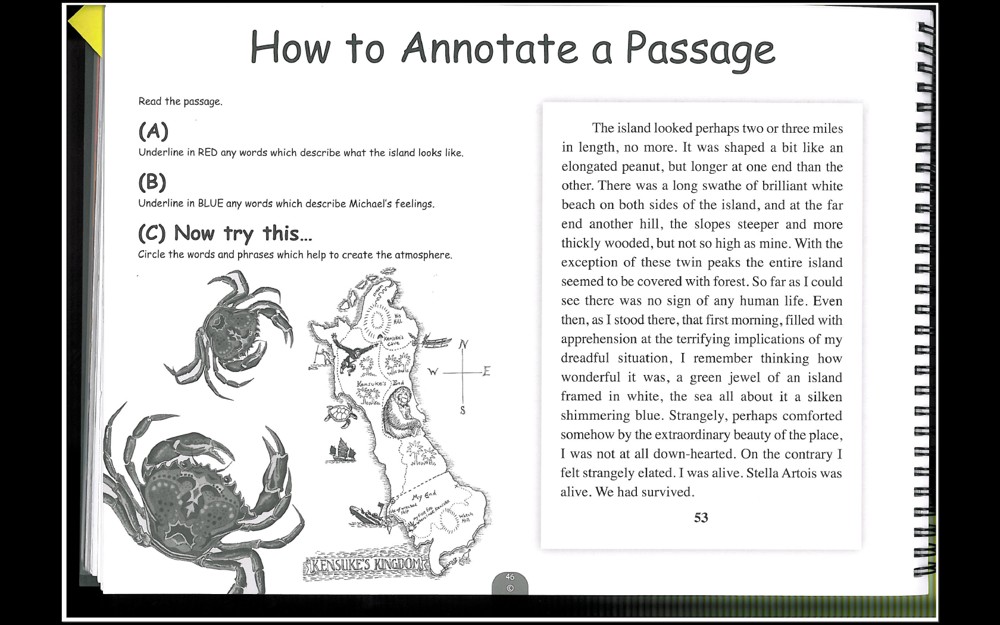 How to Annotate a Passage
Read the passage.
(A)
Underline in RED any words which describe what the island looks like.
(B)
Underline in BLUE any words which describe Michael's feelings.
(C) Now try this...
Circle the words and phrases which help to create the atmosphere.
stream
His
Hill
Kensuke's
cave
N
W
E
S
Kensuke's End
My End
Site of wrecked
ship
My first fire
where I met Kensuke
Watch
Hill
KENSUKE'S KINGDOM
The island looked perhaps two or three miles
in length, no more. It was shaped a bit like an
elongated peanut, but longer at one end than the
other. There was a long swathe of brilliant white
beach on both sides of the island, and at the far
end another hill, the slopes steeper and more
thickly wooded, but not so high as mine. With the
exception of these twin peaks the entire island
seemed to be covered with forest. So far as I could
see there was no sign of any human life. Even
then, as I stood there, that first morning, filled with
apprehension at the terrifying implications of my
dreadful situation, I remember thinking how
wonderful it was, a green jewel of an island
framed in white, the sea all about it a silken
shimmering blue. Strangely, perhaps comforted
somehow by the extraordinary beauty of the place,
I was not at all down-hearted. On the contrary I
felt strangely elated. I was alive. Stella Artois was
alive. We had survived.
53
46
©